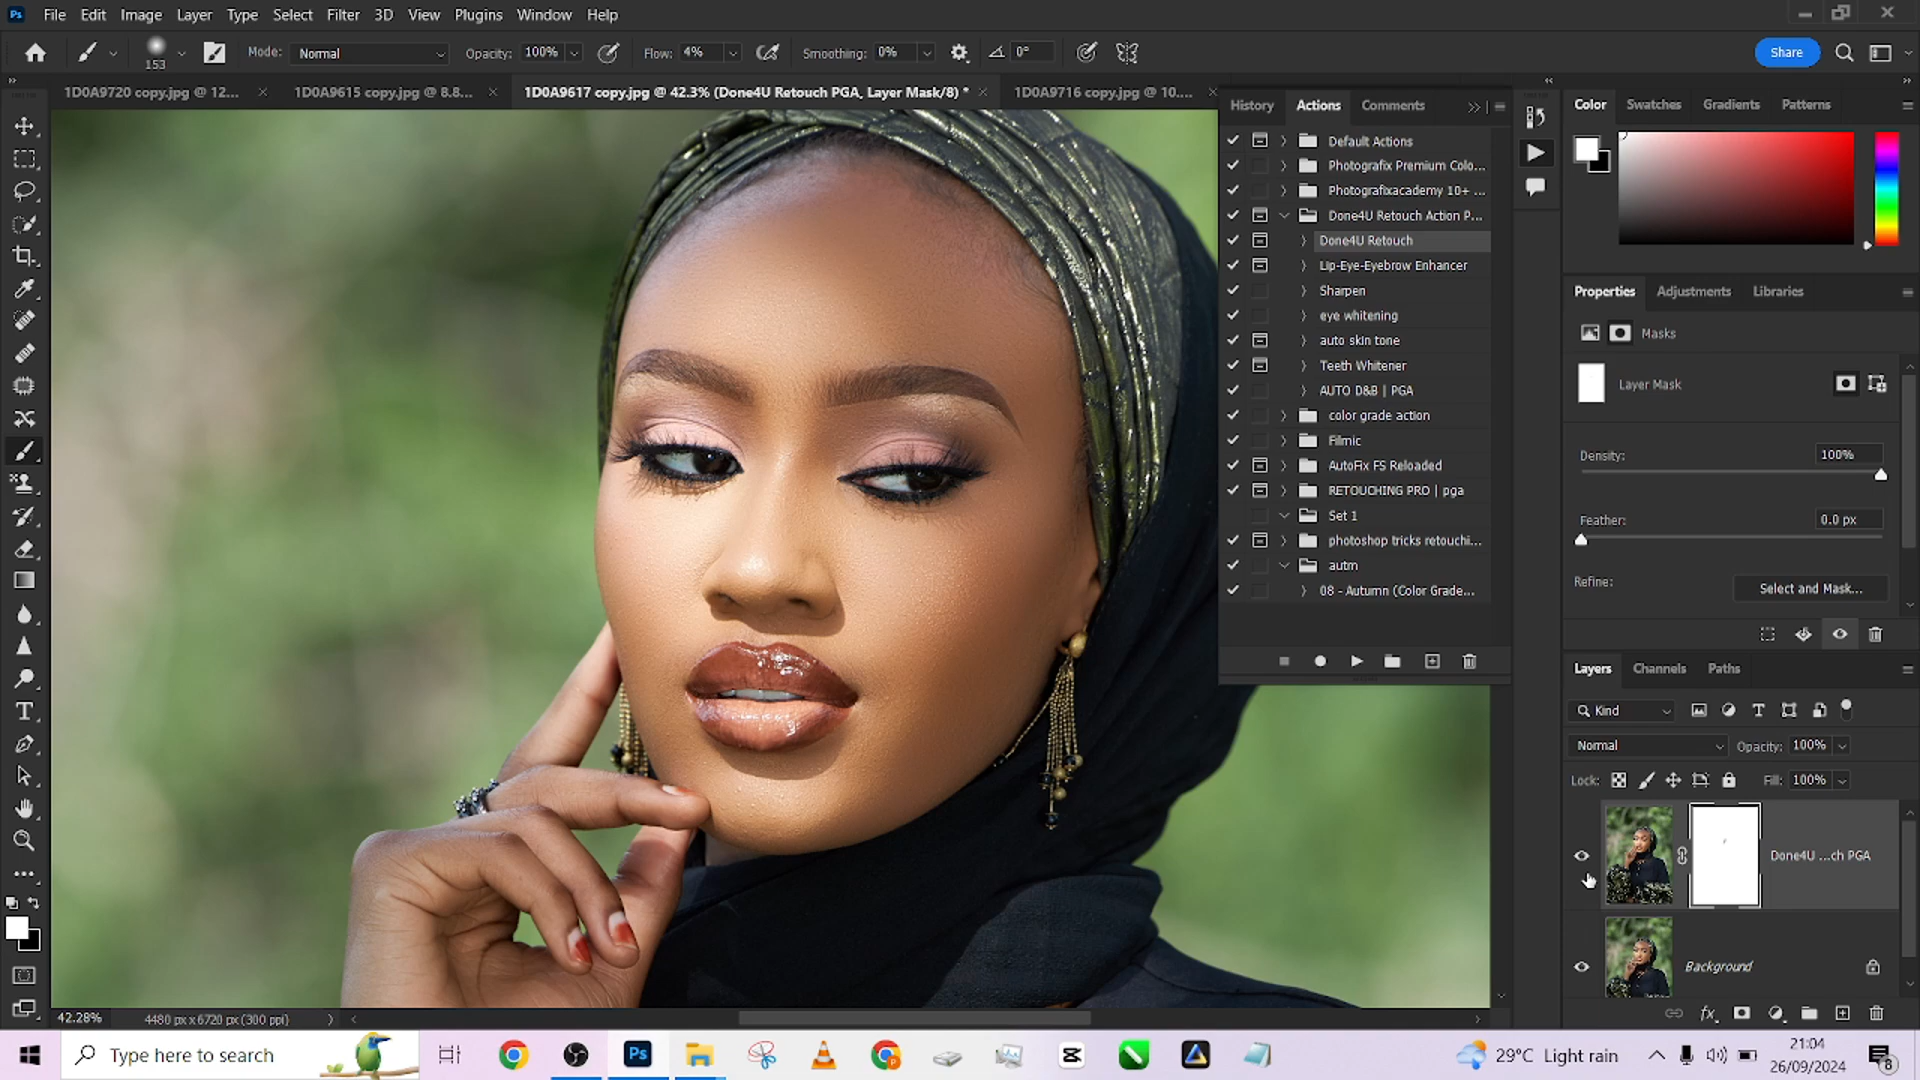 Ps File Edit Image Layer Type Select Filter 3D View Plugins Window Help
153 Mode: Normal Opacity: 100% Flow: 4% Smoothing: 0% 0° Share
1D0A9720 copy.jpg @ 12... 1D0A9615 copy.jpg @ 8.8... 1D0A9617 copy.jpg @ 42.3% (Done4U Retouch PGA, Layer Mask/8) * 1D0A9716 copy.jpg @ 10....
History Actions Comments
Default Actions
Photografix Premium Colo...
Photografixacademy 10+ ...
Done4U Retouch Action P...
Done4U Retouch
Lip-Eye-Eyebrow Enhancer
Sharpen
eye whitening
auto skin tone
Teeth Whitener
AUTO D&B | PGA
color grade action
Filmic
AutoFix FS Reloaded
RETOUCHING PRO | pga
Set 1
photoshop tricks retouchi...
autm
08 - Autumn (Color Grade...
Color Swatches Gradients Patterns
Properties Adjustments Libraries
Masks
Layer Mask
Density: 100%
Feather: 0.0 px
Refine: Select and Mask...
Layers Channels Paths
Kind
Normal Opacity: 100%
Lock: Fill: 100%
Done4U ...ch PGA
Background
fx
42.28% 4480 px x 6720 px (300 ppi)
Type here to search
Ps
29°C Light rain
21:04
26/09/2024
8